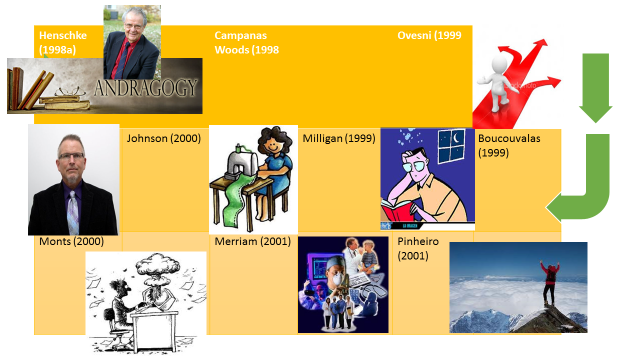 Henschke
(1998a)
Campanas
Woods (1998
Ovesni (1999
ANDRAGOGY
Johnson (2000)
Milligan (1999)
Boucouvalas
(1999)
Monts (2000)
Merriam (2001)
Pinheiro
(2001)